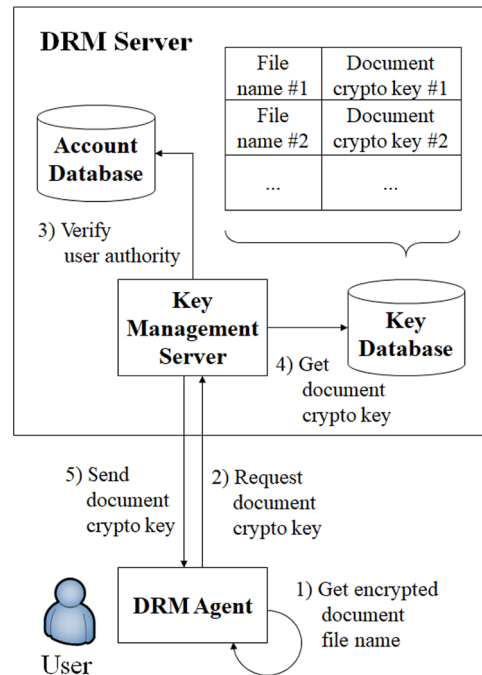 DRM Server
File
name #1
Document
crypto key #1
File
name #2
Document
crypto key #2
...
...
Account
Database
3) Verify
user authority
Key
Management
Server
Key
Database
4) Get
document
crypto key
5) Send
document
crypto key
2) Request
document
crypto key
DRM Agent
1) Get encrypted
document
file name
User